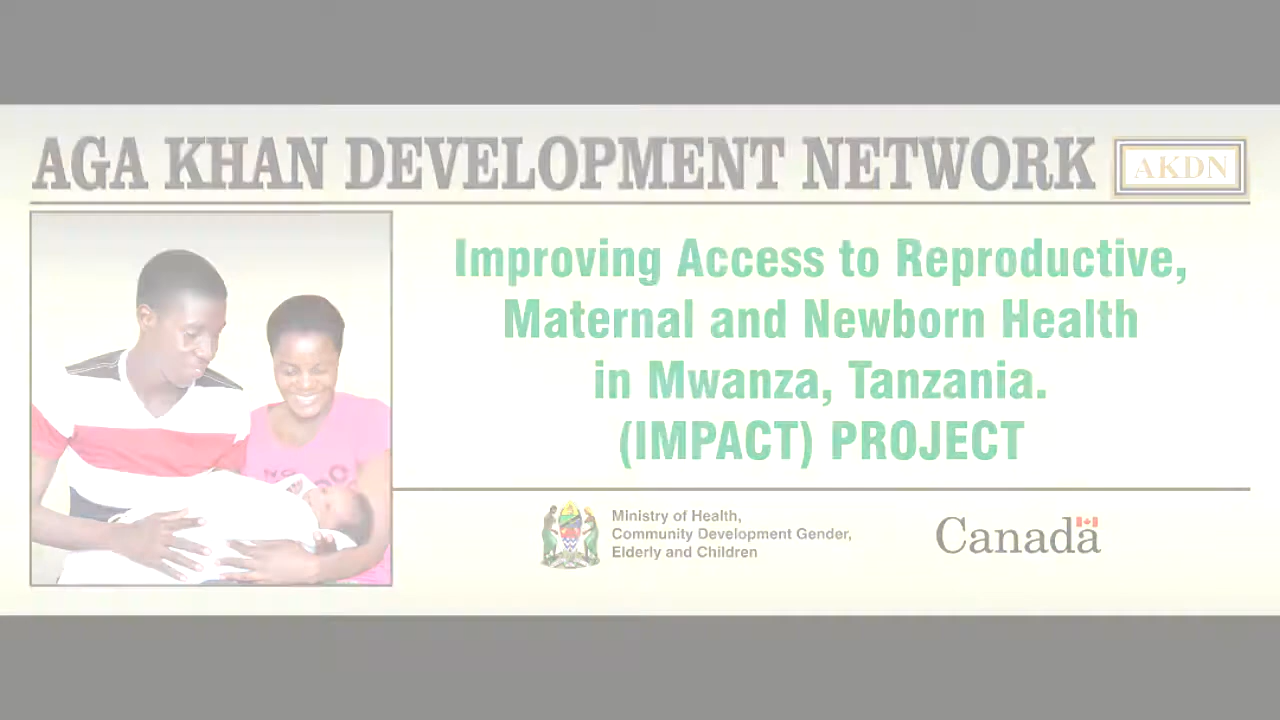 AGA KHAN DEVELOPMENT NETWORK
AKDN
Improving Access to Reproductive,
Maternal and Newborn Health
in Mwanza, Tanzania.
(IMPACT) PROJECT
Ministry of Health,
Community Development Gender,
Elderly and Children
Canada